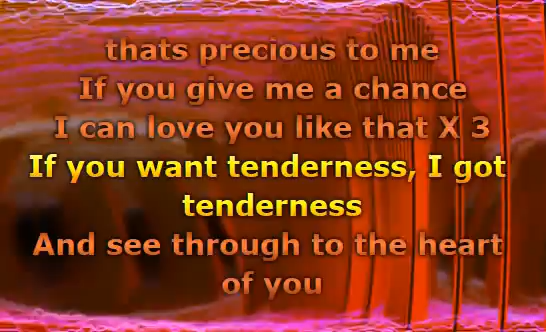 thats precious to me
If you give me a chance
I can love you like that X 3
If you want tenderness, I got
tenderness
And see through to the heart
of you